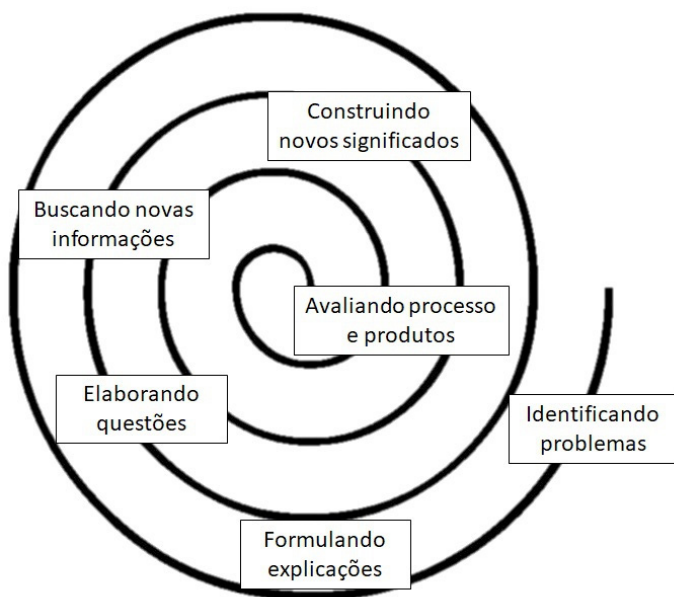 Construindo
novos significados
Buscando novas
informações
Avaliando processo
e produtos
Elaborando
questões
Identificando
problemas
Formulando
explicações